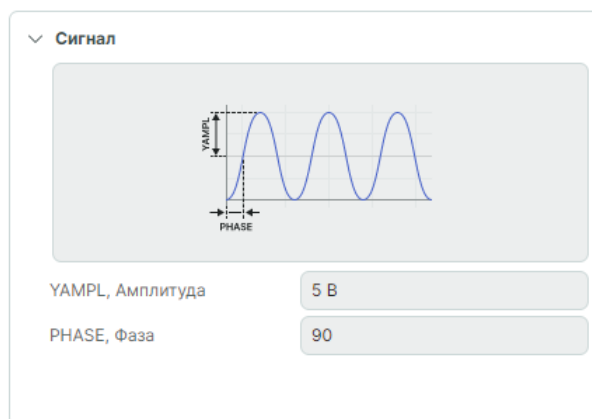 Сигнал
YAMPL
PHASE
YAMPL, Амплитуда
5 В
PHASE, Фаза
90